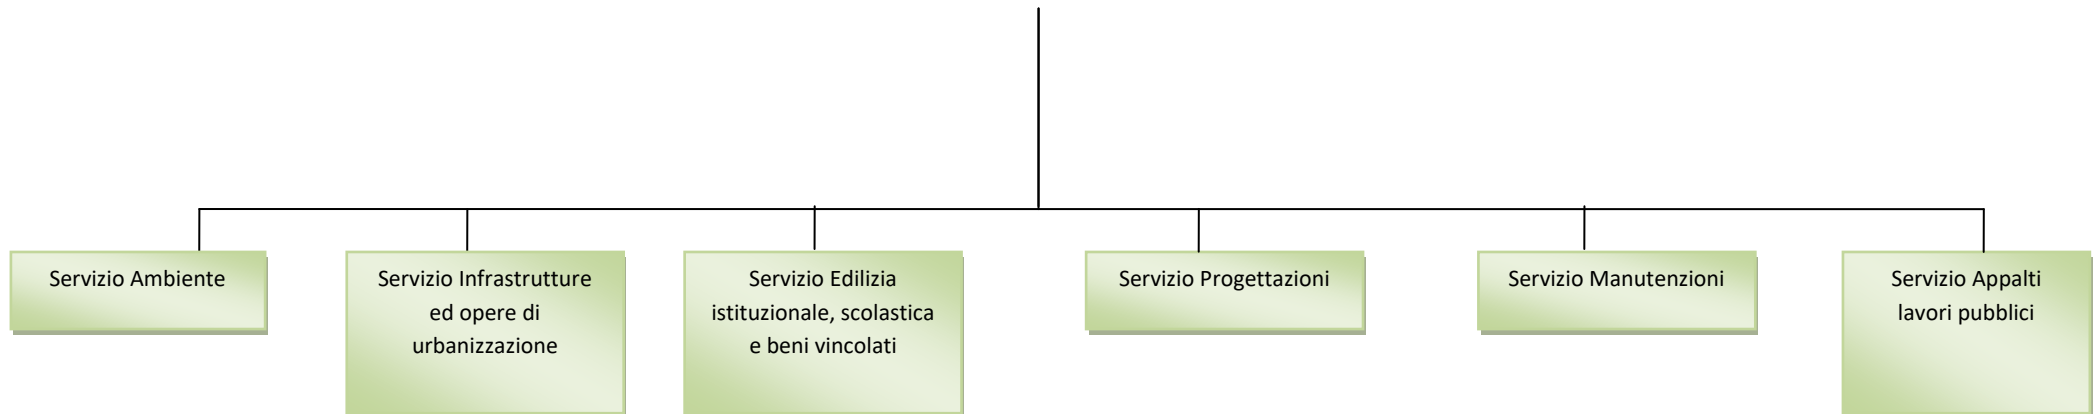 Servizio Ambiente
Servizio Infrastrutture
ed opere di
urbanizzazione
Servizio Edilizia
istituzionale, scolastica
e beni vincolati
Servizio Progettazioni
Servizio Manutenzioni
Servizio Appalti
lavori pubblici